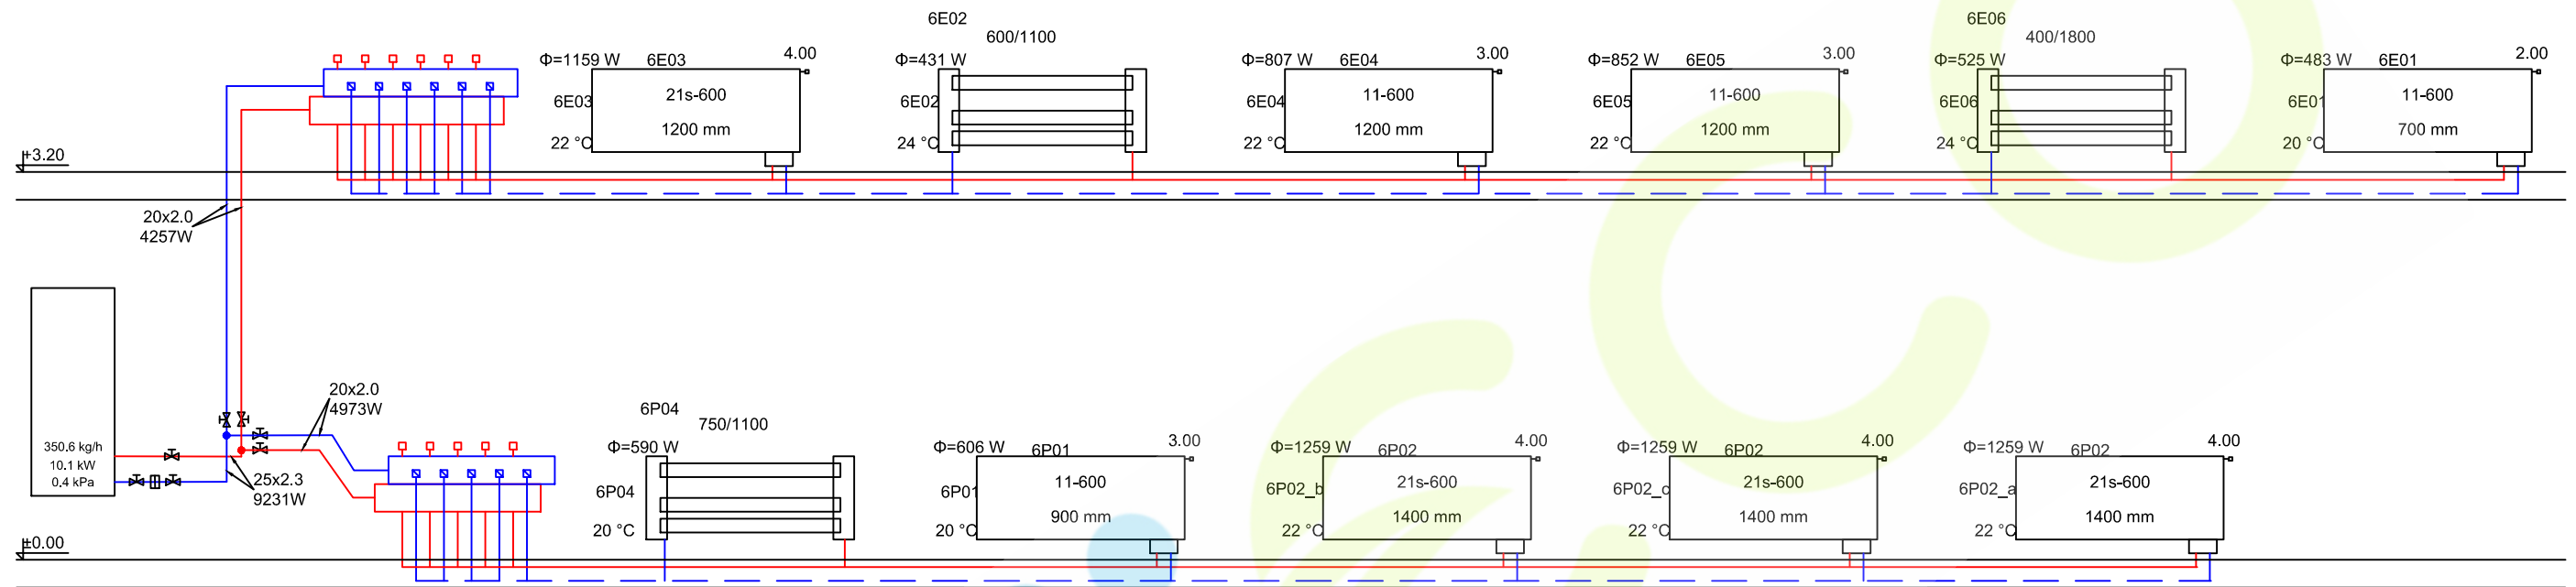 6E02
600/1100
Φ=1159 W 6E03 4.00
6E03
21s-600
1200 mm
22 °C
Φ=431 W
6E02
24 °C
Φ=807 W 6E04 3.00
6E04
11-600
1200 mm
22 °C
Φ=852 W 6E05 3.00
6E05
11-600
1200 mm
22 °C
6E06
400/1800
Φ=525 W
6E06
24 °C
Φ=483 W 6E01 2.00
6E01
11-600
700 mm
20 °C
+3.20
20x2.0
4257W
350.6 kg/h
10.1 kW
0.4 kPa
25x2.3
9231W
20x2.0
4973W
6P04
750/1100
Φ=590 W
6P04
20 °C
Φ=606 W 6P01 3.00
6P01
11-600
900 mm
20 °C
Φ=1259 W 6P02 4.00
6P02_b
21s-600
1400 mm
22 °C
Φ=1259 W 6P02 4.00
6P02_c
21s-600
1400 mm
22 °C
Φ=1259 W 6P02 4.00
6P02_a
21s-600
1400 mm
22 °C
±0.00